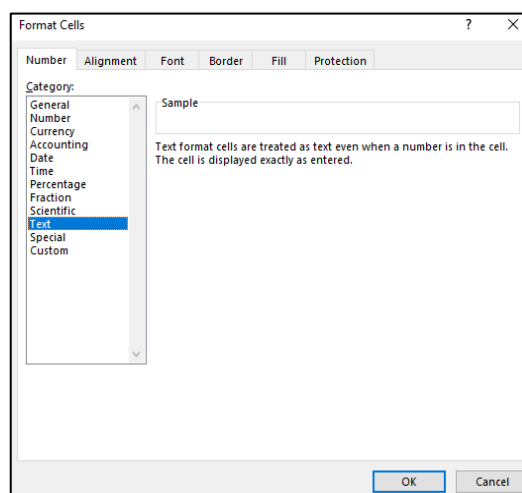 Format Cells ? X
Number Alignment Font Border Fill Protection
Category:
General
Number
Currency
Accounting
Date
Time
Percentage
Fraction
Scientific
Text
Special
Custom
Sample
Text format cells are treated as text even when a number is in the cell.
The cell is displayed exactly as entered.
OK Cancel